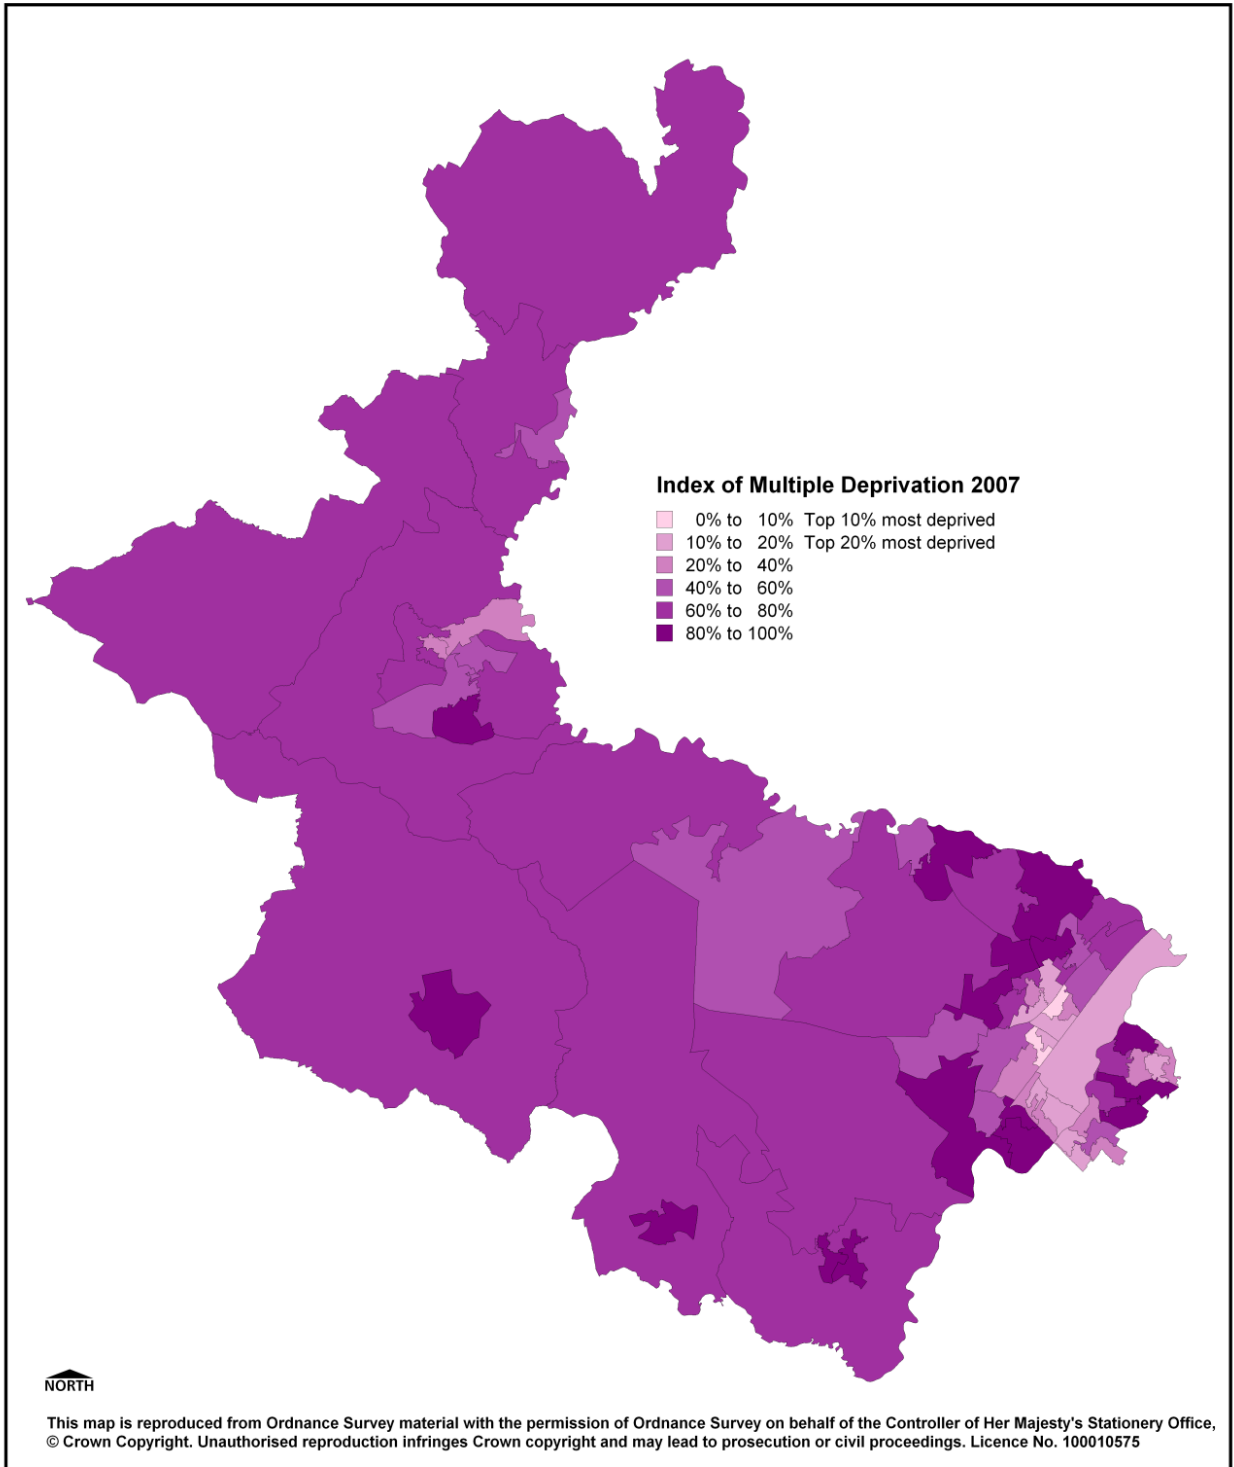 Index of Multiple Deprivation 2007
0% to 10% Top 10% most deprived
10% to 20% Top 20% most deprived
20% to 40%
40% to 60%
60% to 80%
80% to 100%
NORTH
This map is reproduced from Ordnance Survey material with the permission of Ordnance Survey on behalf of the Controller of Her Majesty's Stationery Office,
© Crown Copyright. Unauthorised reproduction infringes Crown copyright and may lead to prosecution or civil proceedings. Licence No. 100010575